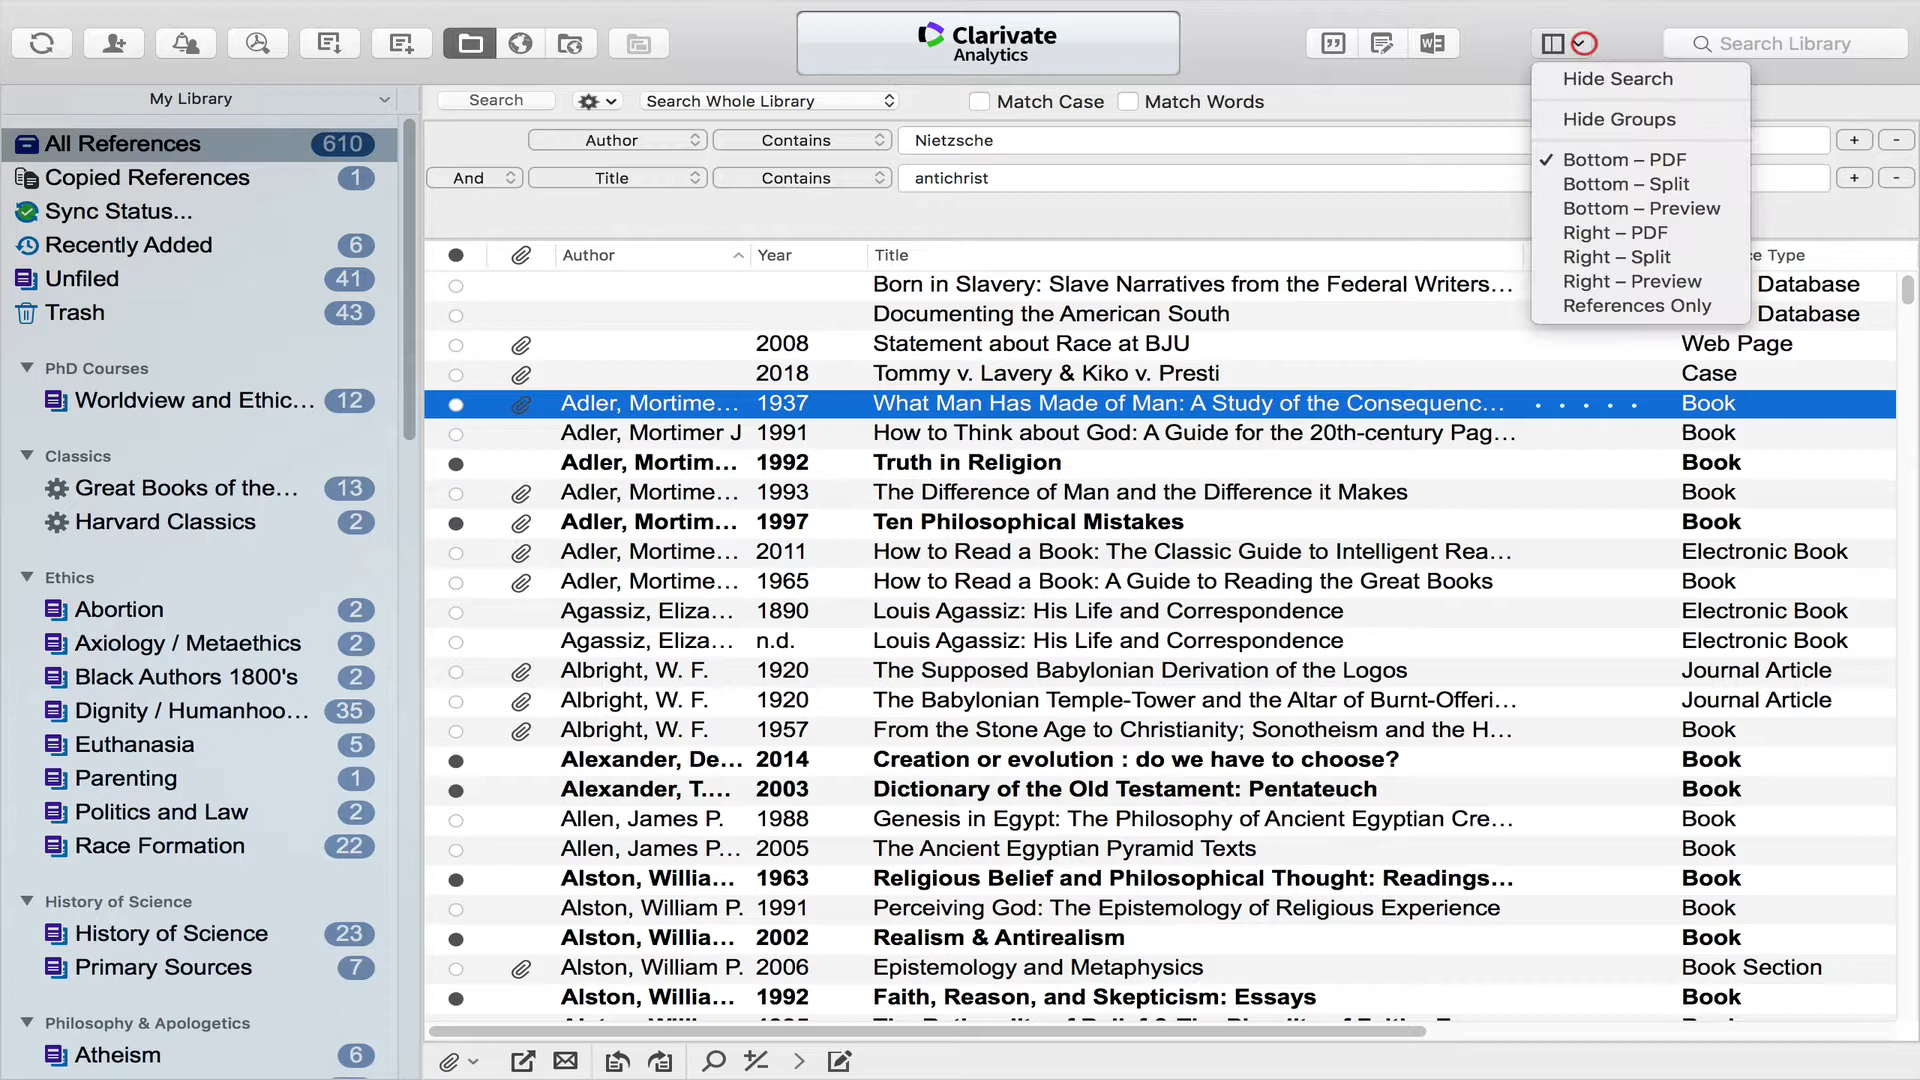 Clarivate
Analytics
Search Library
My Library
Search
Search Whole Library
Match Case
Match Words
Hide Search
Hide Groups
✓ Bottom – PDF
Bottom – Split
Bottom – Preview
Right – PDF
Right – Split
Right – Preview
References Only
Author Contains Nietzsche + -
And Title Contains antichrist + -
All References 610
Copied References 1
Sync Status...
Recently Added 6
Unfiled 41
Trash 43
PhD Courses
Worldview and Ethic... 12
Classics
Great Books of the... 13
Harvard Classics 2
Ethics
Abortion 2
Axiology / Metaethics 2
Black Authors 1800's 2
Dignity / Humanhoo... 35
Euthanasia 5
Parenting 1
Politics and Law 2
Race Formation 22
History of Science
History of Science 23
Primary Sources 7
Philosophy & Apologetics
Atheism 6
Author Year Title Type
Born in Slavery: Slave Narratives from the Federal Writers... Database
Documenting the American South Database
2008 Statement about Race at BJU Web Page
2018 Tommy v. Lavery & Kiko v. Presti Case
Adler, Mortime... 1937 What Man Has Made of Man: A Study of the Consequenc... Book
Adler, Mortimer J 1991 How to Think about God: A Guide for the 20th-century Pag... Book
Adler, Mortim... 1992 Truth in Religion Book
Adler, Mortime... 1993 The Difference of Man and the Difference it Makes Book
Adler, Mortim... 1997 Ten Philosophical Mistakes Book
Adler, Mortime... 2011 How to Read a Book: The Classic Guide to Intelligent Rea... Electronic Book
Adler, Mortime... 1965 How to Read a Book: A Guide to Reading the Great Books Book
Agassiz, Eliza... 1890 Louis Agassiz: His Life and Correspondence Electronic Book
Agassiz, Eliza... n.d. Louis Agassiz: His Life and Correspondence Electronic Book
Albright, W. F. 1920 The Supposed Babylonian Derivation of the Logos Journal Article
Albright, W. F. 1920 The Babylonian Temple-Tower and the Altar of Burnt-Offeri... Journal Article
Albright, W. F. 1957 From the Stone Age to Christianity; Sonotheism and the H... Book
Alexander, De... 2014 Creation or evolution : do we have to choose? Book
Alexander, T.... 2003 Dictionary of the Old Testament: Pentateuch Book
Allen, James P. 1988 Genesis in Egypt: The Philosophy of Ancient Egyptian Cre... Book
Allen, James P... 2005 The Ancient Egyptian Pyramid Texts Book
Alston, Willia... 1963 Religious Belief and Philosophical Thought: Readings... Book
Alston, William P. 1991 Perceiving God: The Epistemology of Religious Experience Book
Alston, Willia... 2002 Realism & Antirealism Book
Alston, William P. 2006 Epistemology and Metaphysics Book Section
Alston, Willia... 1992 Faith, Reason, and Skepticism: Essays Book